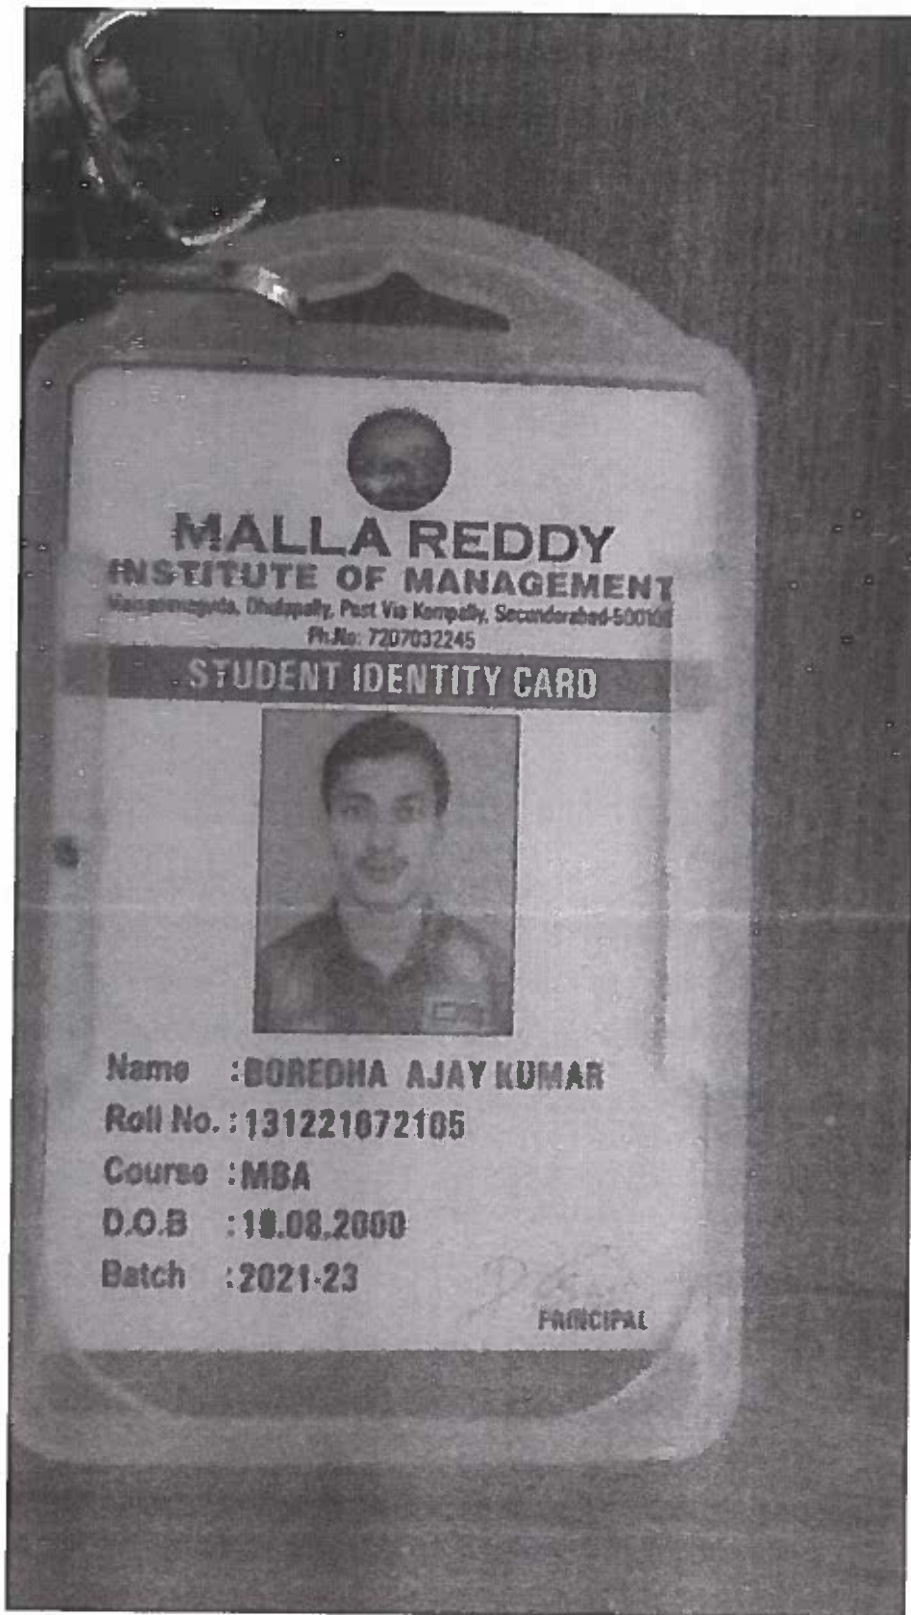 MALLA REDDY
INSTITUTE OF MANAGEMENT
Dhulapally, Post Via Kompally, Secunderabad-500100
Ph.No: 7207032245
STUDENT IDENTITY CARD
Name :BOREDHA AJAY KUMAR
Roll No. :131221672105
Course :MBA
D.O.B :.08.2000
Batch :2021-23
PRINCIPAL